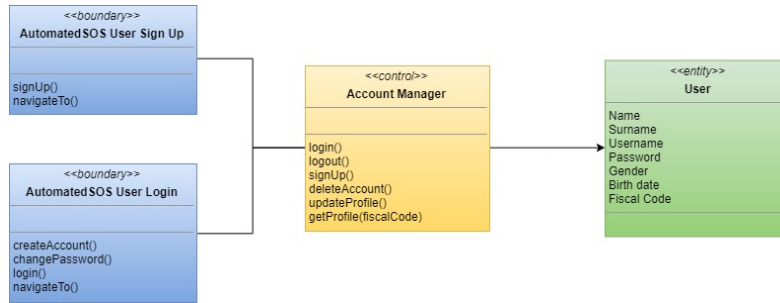 <<boundary>>
AutomatedSOS User Sign Up
signUp()
navigateTo()
<<boundary>>
AutomatedSOS User Login
createAccount()
changePassword()
login()
navigateTo()
<<control>>
Account Manager
login()
logout()
signUp()
deleteAccount()
updateProfile()
getProfile(fiscalCode)
<<entity>>
User
Name
Surname
Username
Password
Gender
Birth date
Fiscal Code